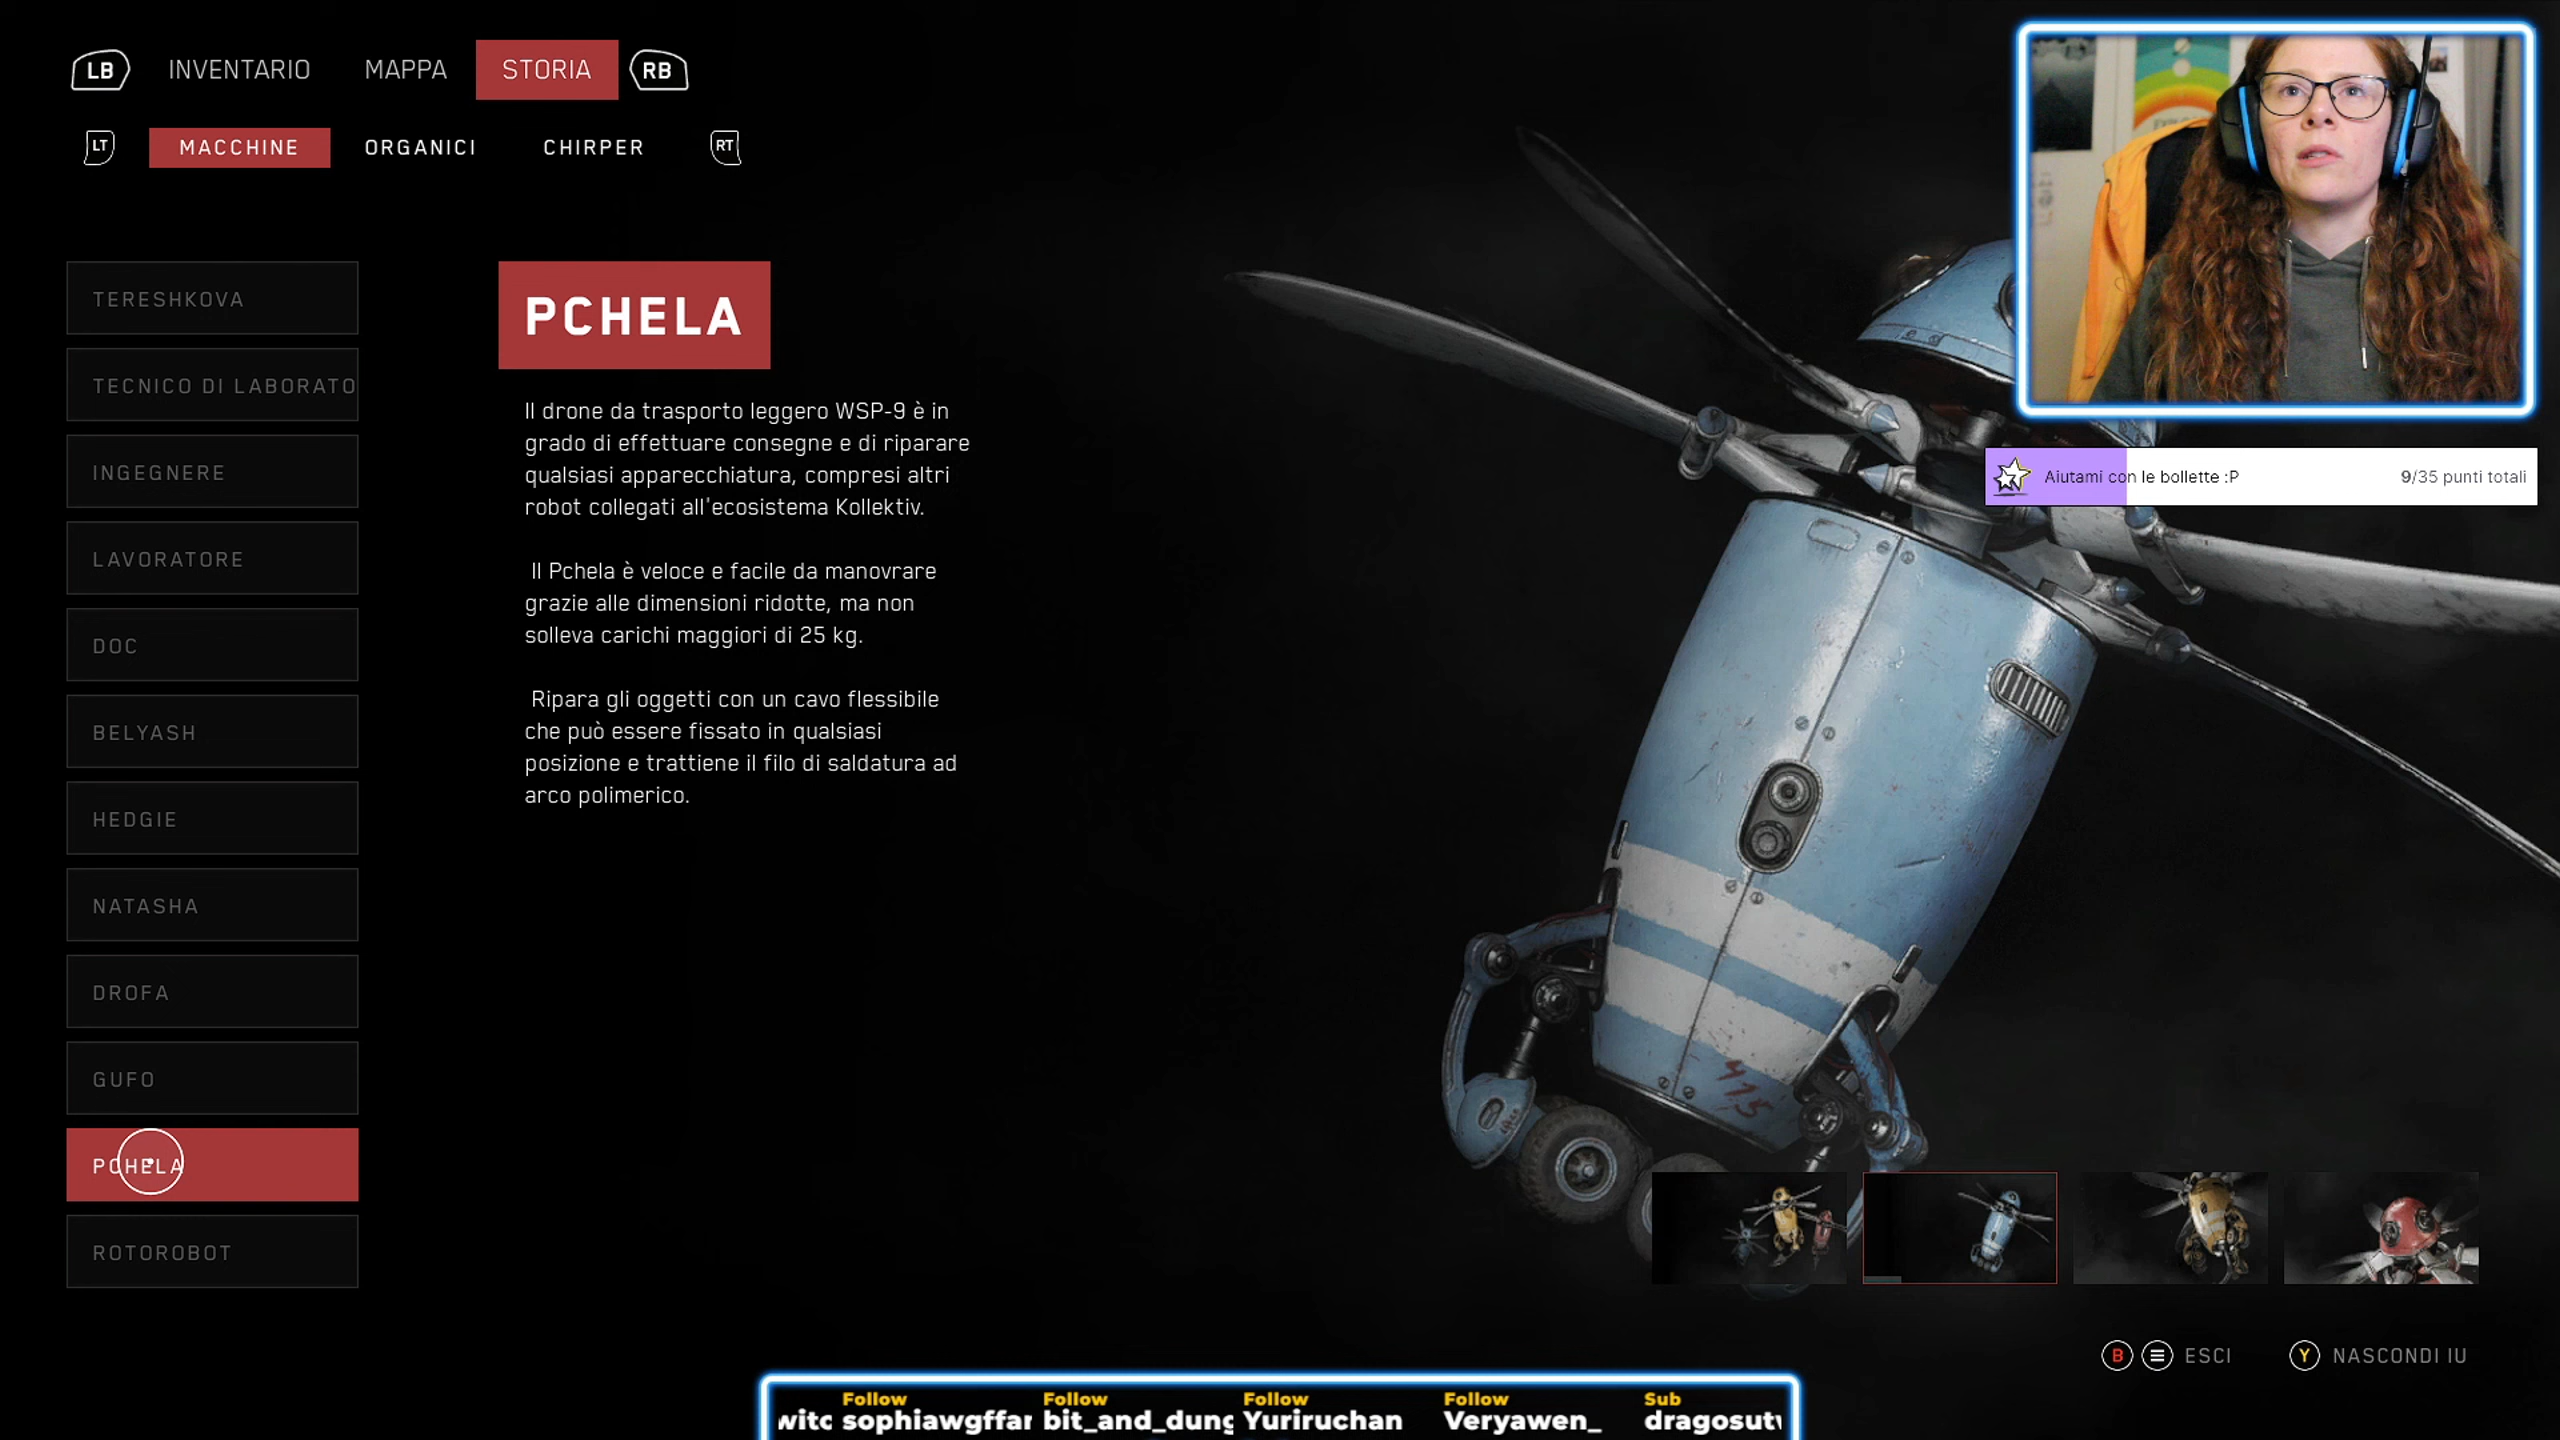 LB INVENTARIO MAPPA STORIA RB
LT MACCHINE ORGANICI CHIRPER RT
TERESHKOVA
TECNICO DI LABORATO
INGEGNERE
LAVORATORE
DOC
BELYASH
HEDGIE
NATASHA
DROFA
GUFO
PCHELA
ROTOROBOT
PCHELA
Il drone da trasporto leggero WSP-9 è in
grado di effettuare consegne e di riparare
qualsiasi apparecchiatura, compresi altri
robot collegati all'ecosistema Kollektiv.
Il Pchela è veloce e facile da manovrare
grazie alle dimensioni ridotte, ma non
solleva carichi maggiori di 25 kg.
Ripara gli oggetti con un cavo flessibile
che può essere fissato in qualsiasi
posizione e trattiene il filo di saldatura ad
arco polimerico.
Aiutami con le bollette :P 9/35 punti totali
475
B ESCI Y NASCONDI IU
Follow Follow Follow Follow Sub
witc sophiawgffar bit_and_dung Yuriruchan Veryawen_ dragosutv